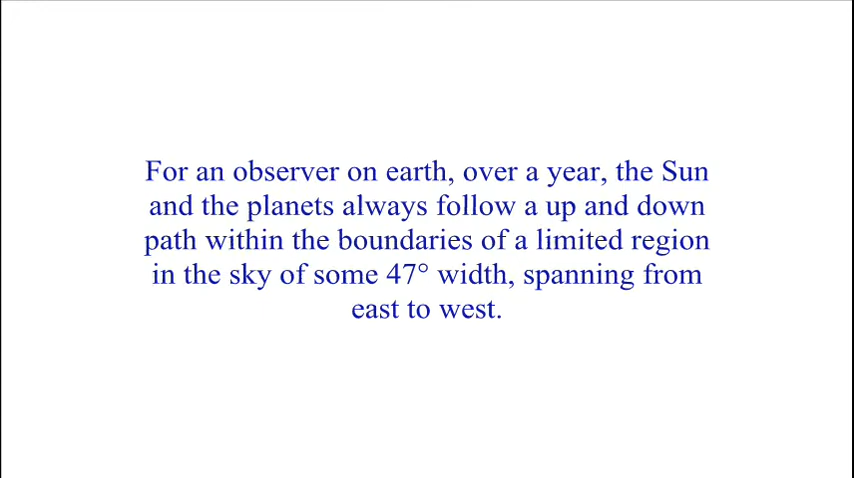 For an observer on earth, over a year, the Sun
and the planets always follow a up and down
path within the boundaries of a limited region
in the sky of some 47° width, spanning from
east to west.